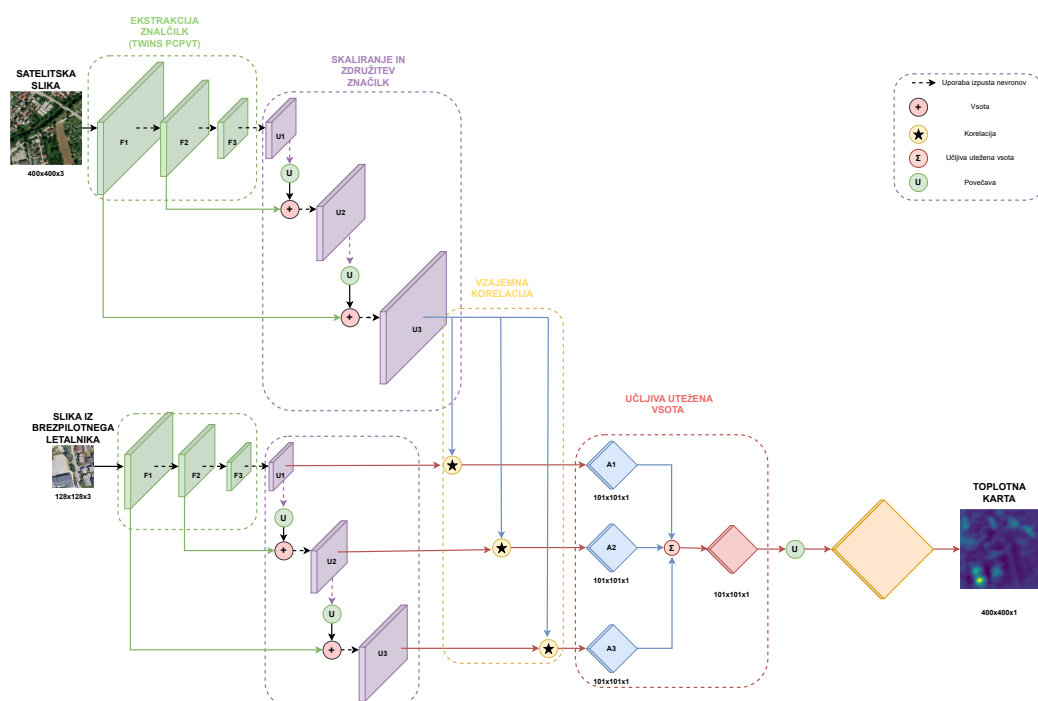 EKSTRAKCIJA
ZNALČILK
(TWINS PCPVT)
SKALIRANJE IN
ZDRUŽITEV
ZNAČILK
SATELITSKA
SLIKA
400x400x3
F1
F2
F3
U1
U
+
U2
U
+
U3
Uporaba izpusta nevronov
+
Vsota
Korelacija
Σ
Učljiva utežena vsota
U
Povečava
VZAJEMNA
KORELACIJA
SLIKA IZ
BREZPILOTNEGA
LETALNIKA
128x128x3
F1
F2
F3
U1
U
+
U2
U
+
U3
UČLJIVA UTEŽENA
VSOTA
A1
101x101x1
A2
101x101x1
A3
101x101x1
Σ
101x101x1
U
TOPLOTNA
KARTA
400x400x1